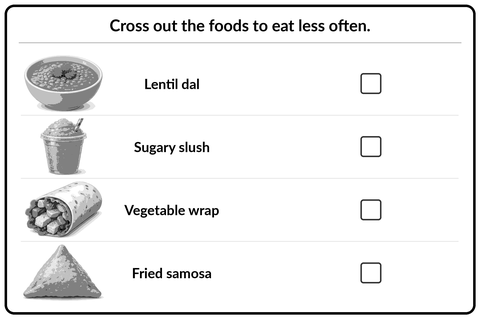 Cross out the foods to eat less often.
Lentil dal
Sugary slush
Vegetable wrap
Fried samosa